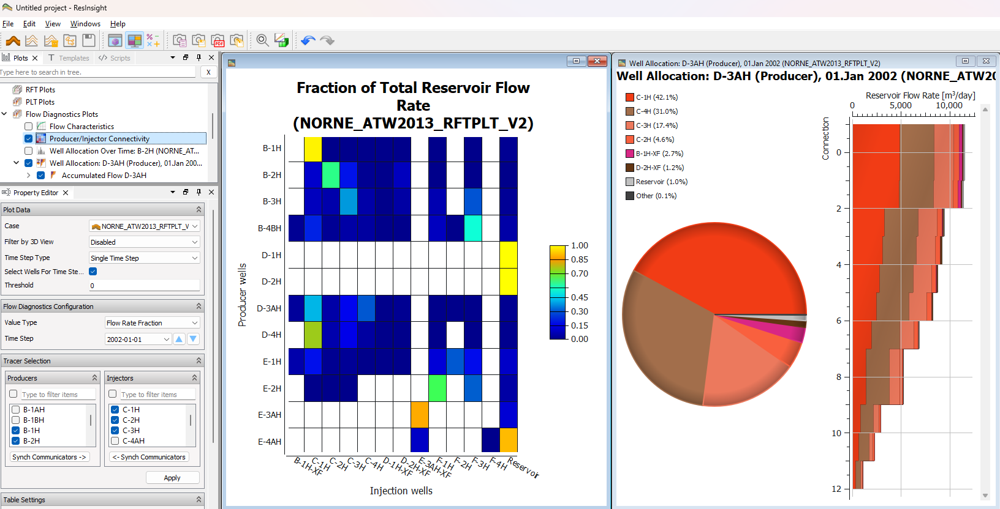 Untitled project - ResInsight
File Edit View Windows Help
Plots Templates Scripts
Type here to search in tree. X
RFT Plots
PLT Plots
Flow Diagnostics Plots
Flow Characteristics
Producer/Injector Connectivity
Well Allocation Over Time: B-2H (NORNE_AT...
Well Allocation: D-3AH (Producer), 01.Jan 200...
Accumulated Flow D-3AH
Property Editor
Plot Data
Case NORNE_ATW2013_RFTPLT_V
Filter by 3D View Disabled
Time Step Type Single Time Step
Select Wells For Time Ste...
Threshold 0
Flow Diagnostics Configuration
Value Type Flow Rate Fraction
Time Step 2002-01-01
Tracer Selection
Producers
Type to filter items
B-1AH
B-1BH
B-1H
B-2H
Synch Communicators ->
Injectors
Type to filter items
C-1H
C-2H
C-3H
C-4AH
<- Synch Communicators
Apply
Table Settings
PDF
Fraction of Total Reservoir Flow
Rate
(NORNE_ATW2013_RFTPLT_V2)
Producer wells
B-1H
B-2H
B-3H
B-4BH
D-1H
D-2H
D-3AH
D-4H
E-1H
E-2H
E-3AH
E-4AH
B-1H-XF
C-1H
C-2H
C-3H
C-4H
D-1H-XF
D-2H-XF
E-3AH-XF
F-1H
F-2H
F-3H
F-4H
Reservoir
Injection wells
1.00
0.85
0.70
0.45
0.30
0.15
0.00
Well Allocation: D-3AH (Producer), 01.Jan 2002 (NORNE_ATW2013_RFTPLT_V2)
Well Allocation: D-3AH (Producer), 01.Jan 2002 (NORNE_ATW20
C-1H (42.1%)
C-4H (31.0%)
C-3H (17.4%)
C-2H (4.6%)
B-1H-XF (2.7%)
D-2H-XF (1.2%)
Reservoir (1.0%)
Other (0.1%)
Reservoir Flow Rate [m³/day]
0 5,000 10,000
Connection
0
2
4
6
8
10
12